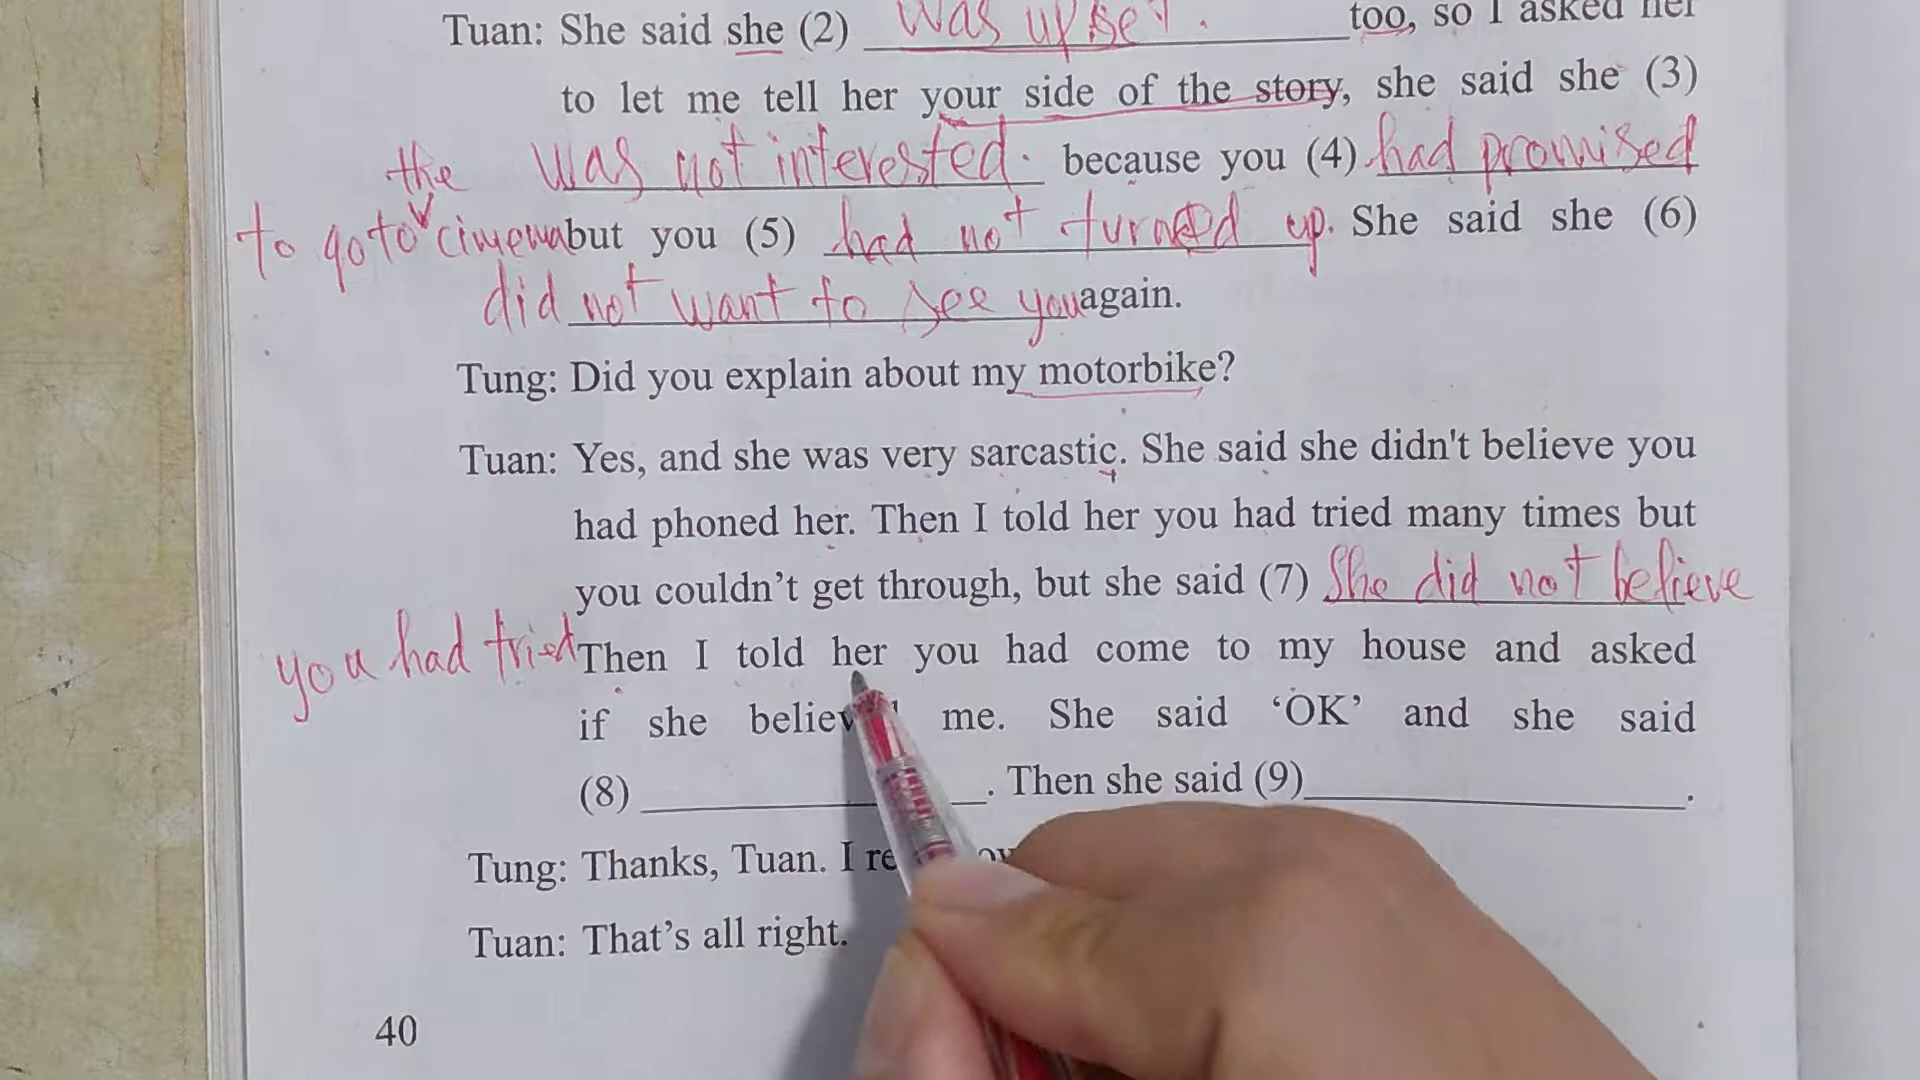 Tuan: She said she (2) was upset. too, so I asked her
to let me tell her your side of the story, she said she (3)
the was not interested. because you (4) had promised
to go to cinema but you (5) had not turned up. She said she (6)
did not want to see you again.
Tung: Did you explain about my motorbike?
Tuan: Yes, and she was very sarcastic. She said she didn't believe you
had phoned her. Then I told her you had tried many times but
you couldn’t get through, but she said (7) She did not believe
you had tried Then I told her you had come to my house and asked
if she me. She said ‘OK’ and she said
(8) ______. Then she said (9)______.
Tung: Thanks, Tuan. I
Tuan: That’s all right.
40